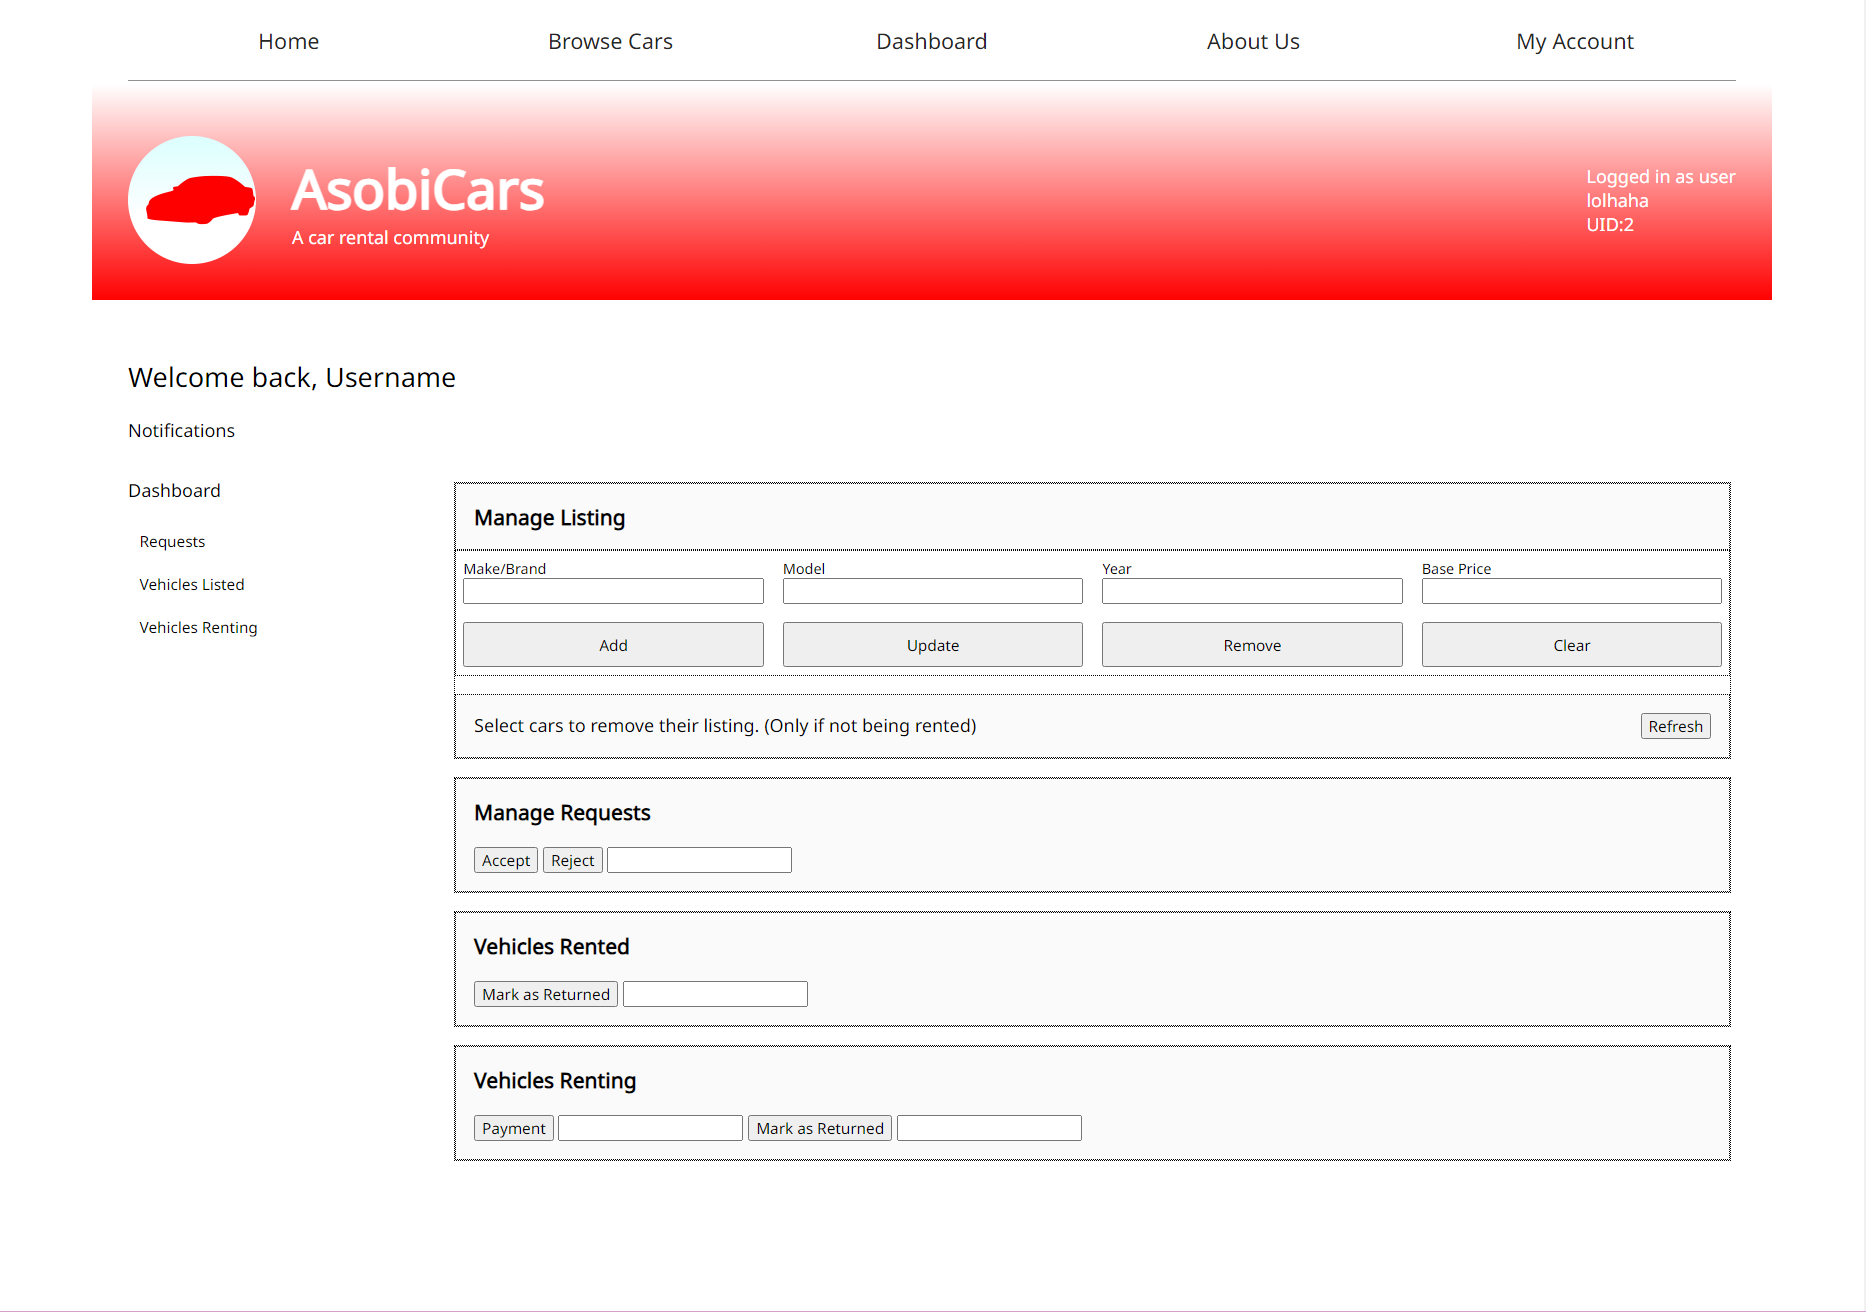 Home Browse Cars Dashboard About Us My Account
AsobiCars
A car rental community
Logged in as user
lolhaha
UID:2
Welcome back, Username
Notifications
Dashboard
Requests
Vehicles Listed
Vehicles Renting
Manage Listing
Make/Brand Model Year Base Price
Add Update Remove Clear
Select cars to remove their listing. (Only if not being rented) Refresh
Manage Requests
Accept Reject
Vehicles Rented
Mark as Returned
Vehicles Renting
Payment Mark as Returned